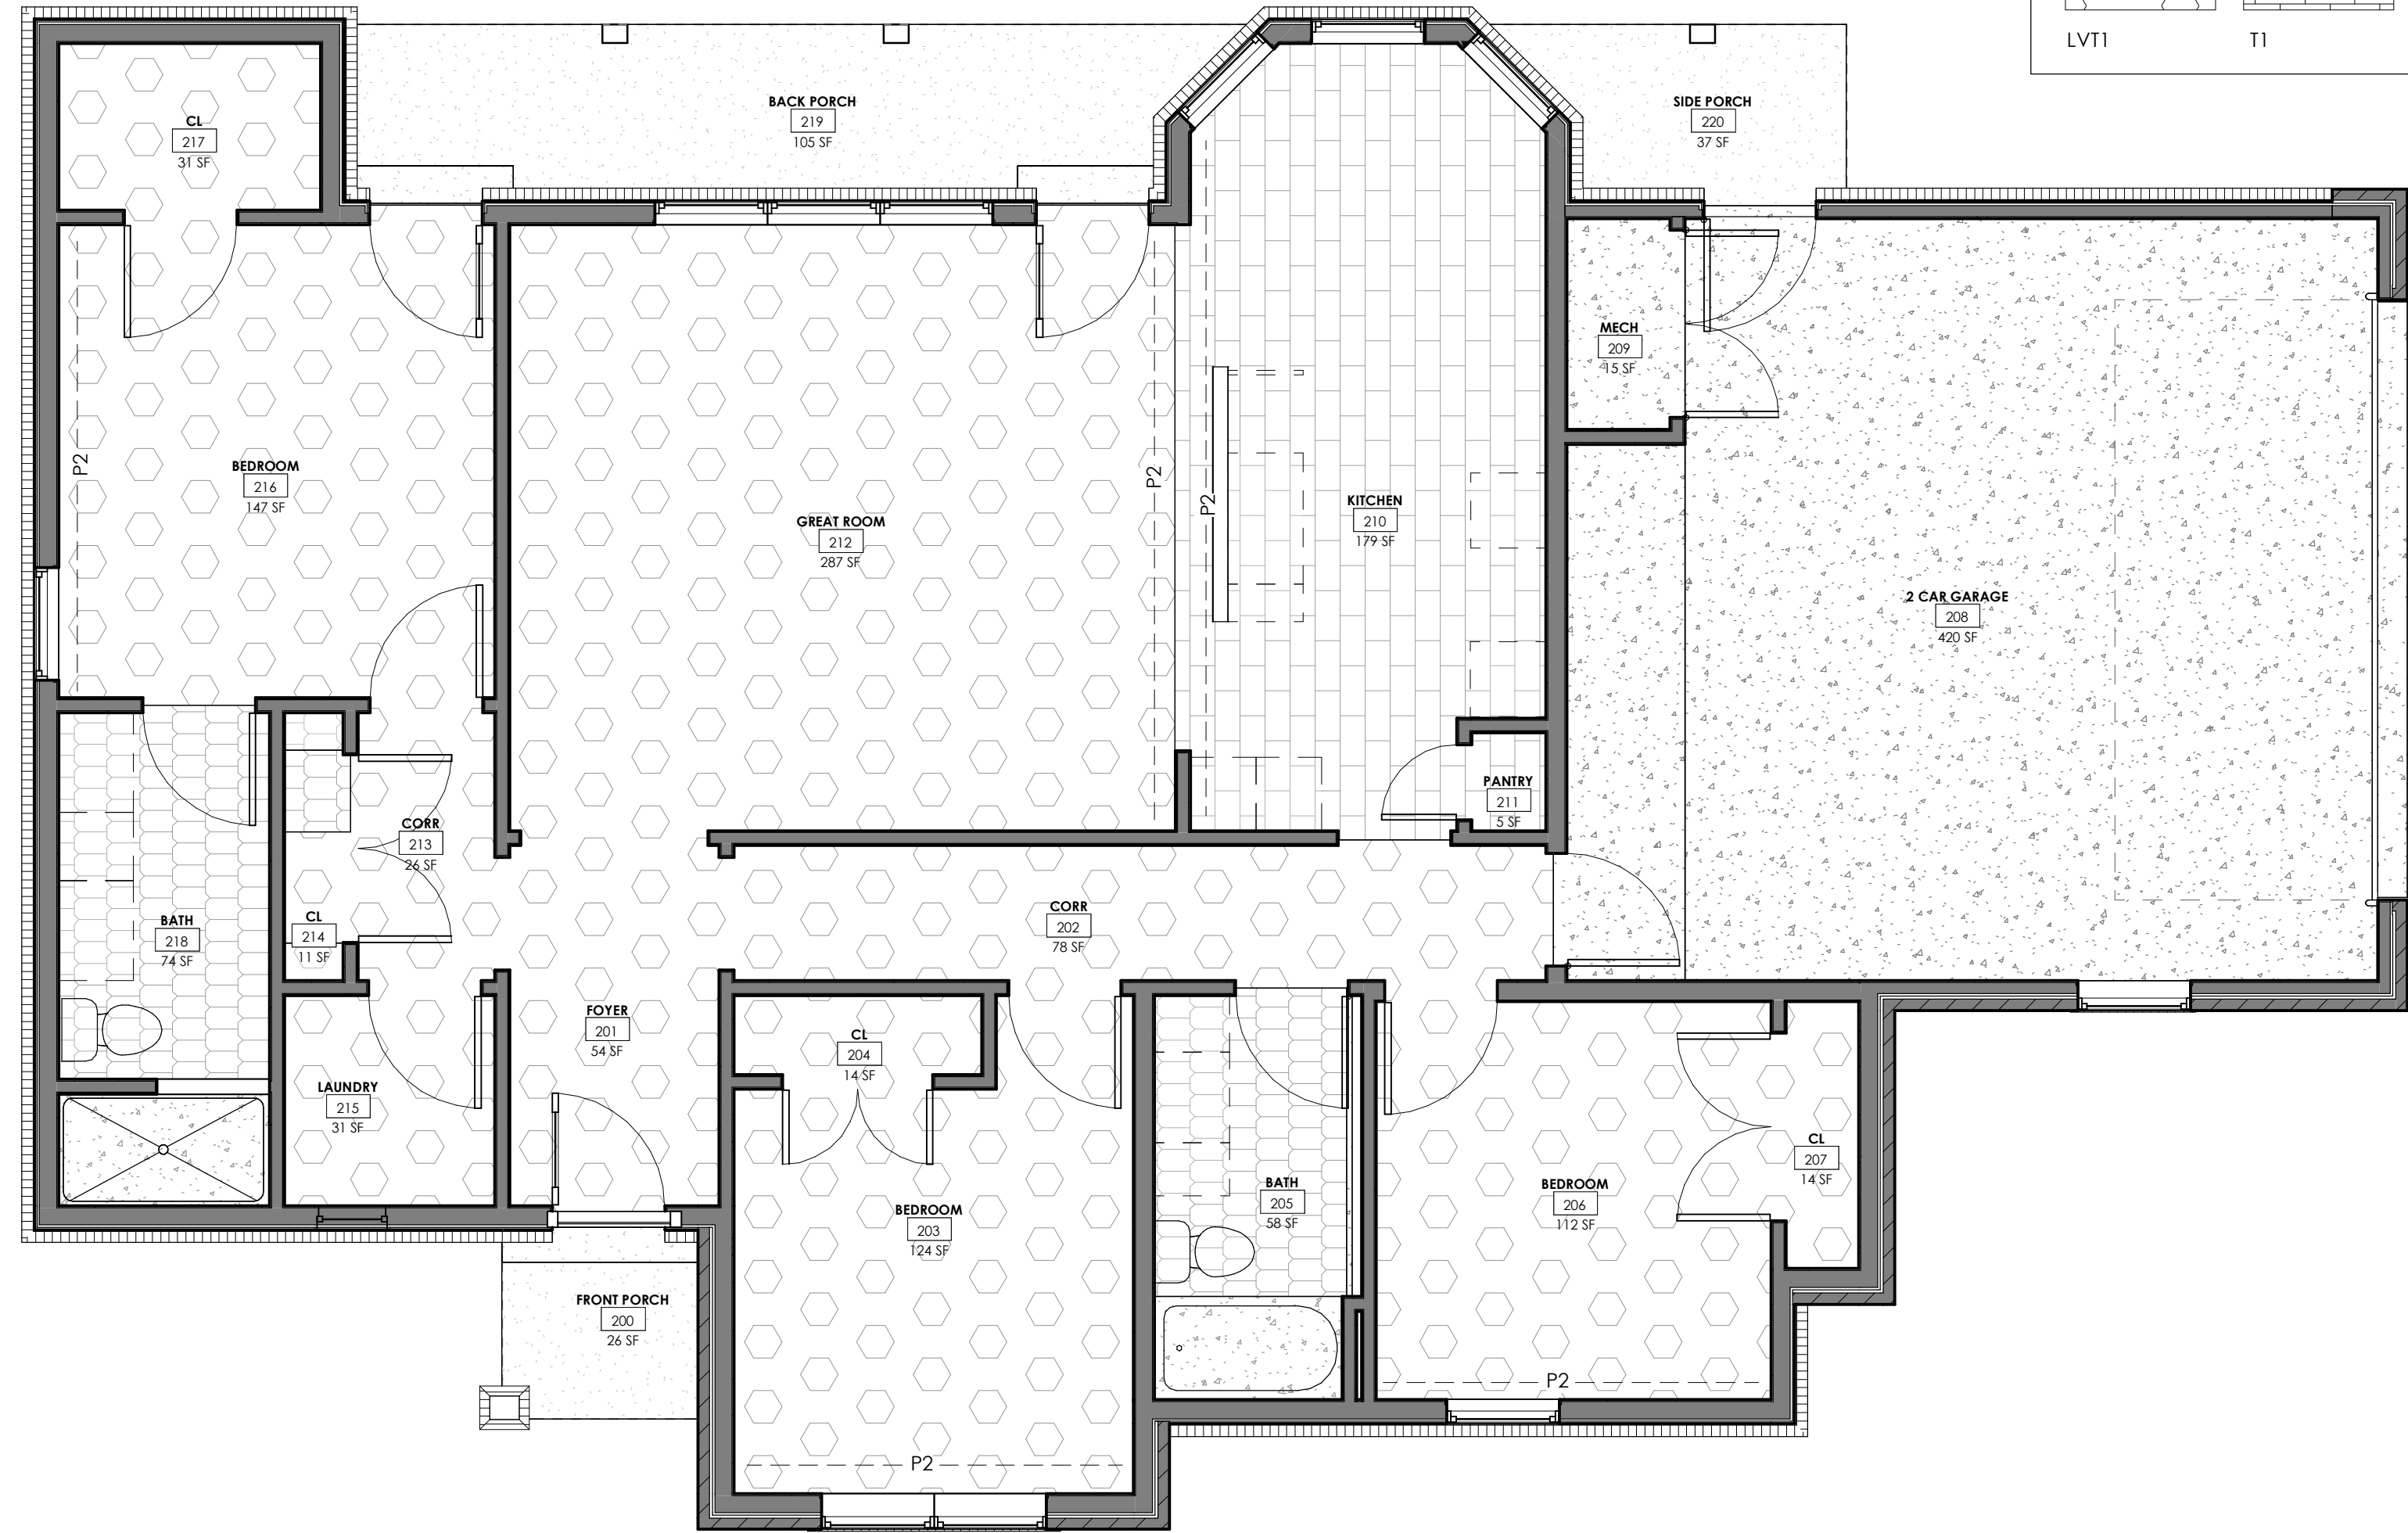 LVT1
T1
BACK PORCH
219
105 SF
SIDE PORCH
220
37 SF
CL
217
31 SF
MECH
209
15 SF
BEDROOM
216
147 SF
P2
GREAT ROOM
212
287 SF
P2
P2
KITCHEN
210
179 SF
2 CAR GARAGE
208
420 SF
PANTRY
211
5 SF
CORR
213
26 SF
BATH
218
74 SF
CL
214
11 SF
CORR
202
78 SF
FOYER
201
54 SF
CL
204
14 SF
LAUNDRY
215
31 SF
BEDROOM
203
124 SF
BATH
205
58 SF
BEDROOM
206
112 SF
CL
207
14 SF
FRONT PORCH
200
26 SF
P2
P2